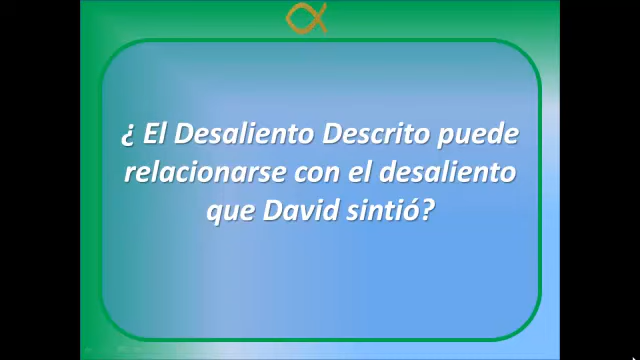 ¿ El Desaliento Descrito puede
relacionarse con el desaliento
que David sintió?